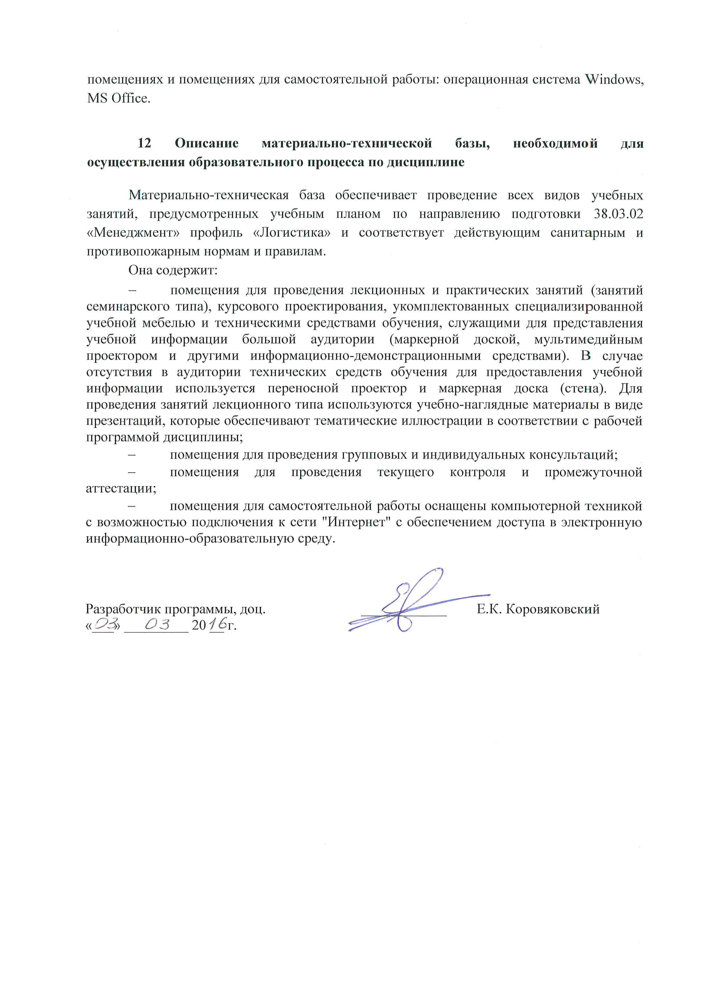 помещениях и помещениях для самостоятельной работы: операционная система Windows,
MS Office.
12 Описание материально-технической базы, необходимой для
осуществления образовательного процесса по дисциплине
Материально-техническая база обеспечивает проведение всех видов учебных
занятий, предусмотренных учебным планом по направлению подготовки 38.03.02
«Менеджмент» профиль «Логистика» и соответствует действующим санитарным и
противопожарным нормам и правилам.
Она содержит:
– помещения для проведения лекционных и практических занятий (занятий
семинарского типа), курсового проектирования, укомплектованных специализированной
учебной мебелью и техническими средствами обучения, служащими для представления
учебной информации большой аудитории (маркерной доской, мультимедийным
проектором и другими информационно-демонстрационными средствами). В случае
отсутствия в аудитории технических средств обучения для предоставления учебной
информации используется переносной проектор и маркерная доска (стена). Для
проведения занятий лекционного типа используются учебно-наглядные материалы в виде
презентаций, которые обеспечивают тематические иллюстрации в соответствии с рабочей
программой дисциплины;
– помещения для проведения групповых и индивидуальных консультаций;
– помещения для проведения текущего контроля и промежуточной
аттестации;
– помещения для самостоятельной работы оснащены компьютерной техникой
с возможностью подключения к сети "Интернет" с обеспечением доступа в электронную
информационно-образовательную среду.
Разработчик программы, доц. Е.К. Коровяковский
«03» 03 2016 г.